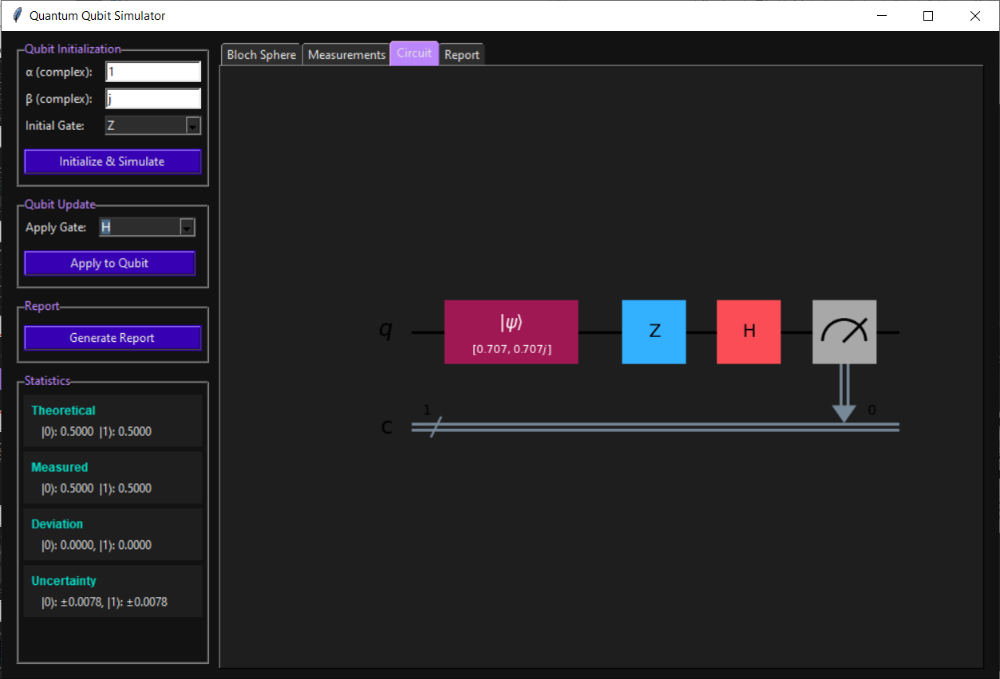 Quantum Qubit Simulator
Qubit Initialization
α (complex): 1
β (complex): j
Initial Gate: Z
Initialize & Simulate
Qubit Update
Apply Gate: H
Apply to Qubit
Report
Generate Report
Statistics
Theoretical
|0⟩: 0.5000 |1⟩: 0.5000
Measured
|0⟩: 0.5000 |1⟩: 0.5000
Deviation
|0⟩: 0.0000, |1⟩: 0.0000
Uncertainty
|0⟩: ±0.0078, |1⟩: ±0.0078
Bloch Sphere Measurements Circuit Report
q |ψ⟩ Z H
[0.707, 0.707j]
1 0
c